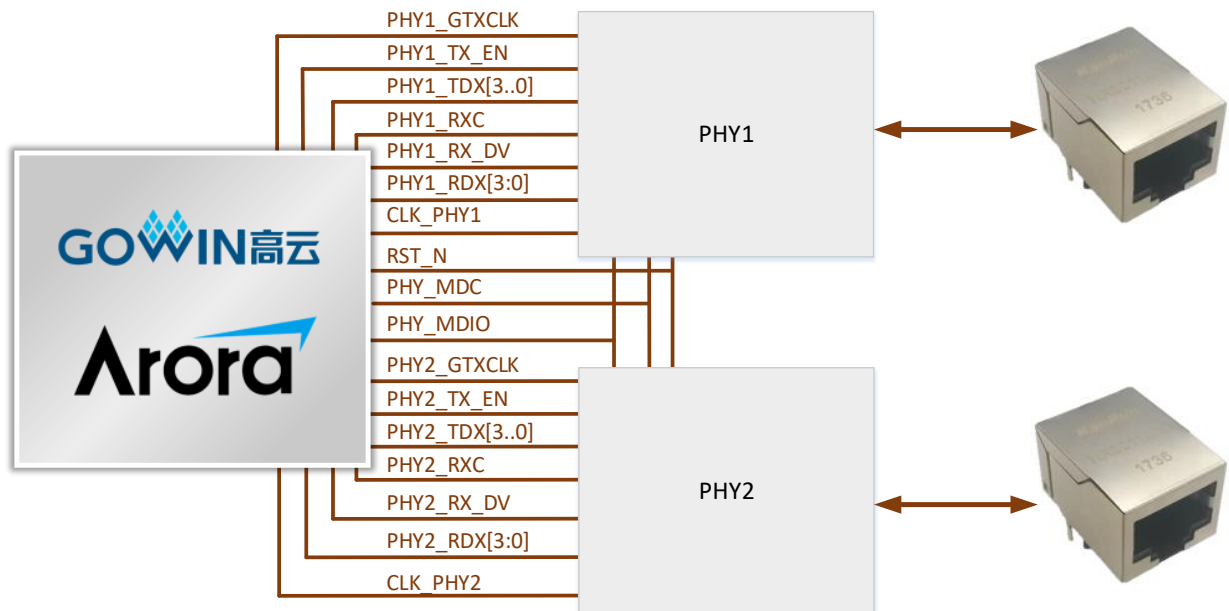 PHY1_GTXCLK
PHY1_TX_EN
PHY1_TDX[3..0]
PHY1_RXC
PHY1_RX_DV
PHY1_RDX[3:0]
CLK_PHY1
RST_N
PHY_MDC
PHY_MDIO
PHY2_GTXCLK
PHY2_TX_EN
PHY2_TDX[3..0]
PHY2_RXC
PHY2_RX_DV
PHY2_RDX[3:0]
CLK_PHY2
GOWIN高云
Arora
PHY1
PHY2
1736
1736